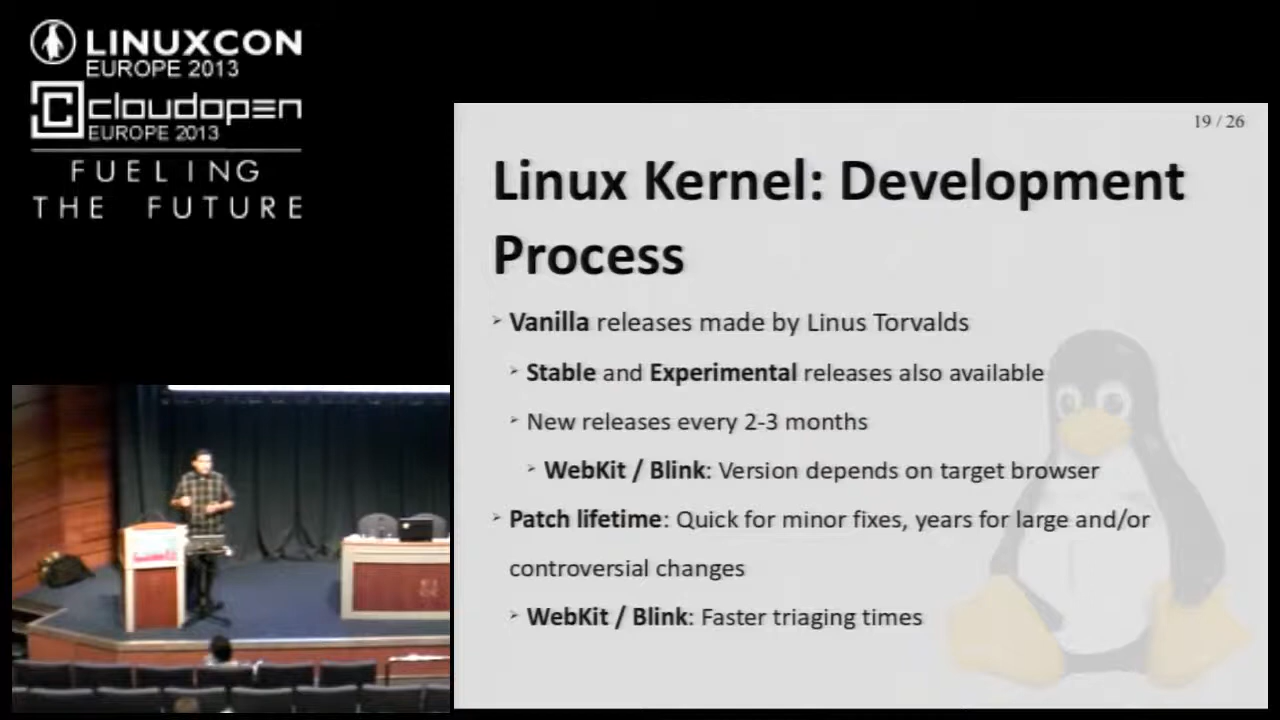 LINUXCON
EUROPE 2013
cloudopen
EUROPE 2013
FUELING
THE FUTURE
19 / 26
Linux Kernel: Development
Process
➢ Vanilla releases made by Linus Torvalds
➢ Stable and Experimental releases also available
➢ New releases every 2-3 months
➢ WebKit / Blink: Version depends on target browser
➢ Patch lifetime: Quick for minor fixes, years for large and/or
controversial changes
➢ WebKit / Blink: Faster triaging times